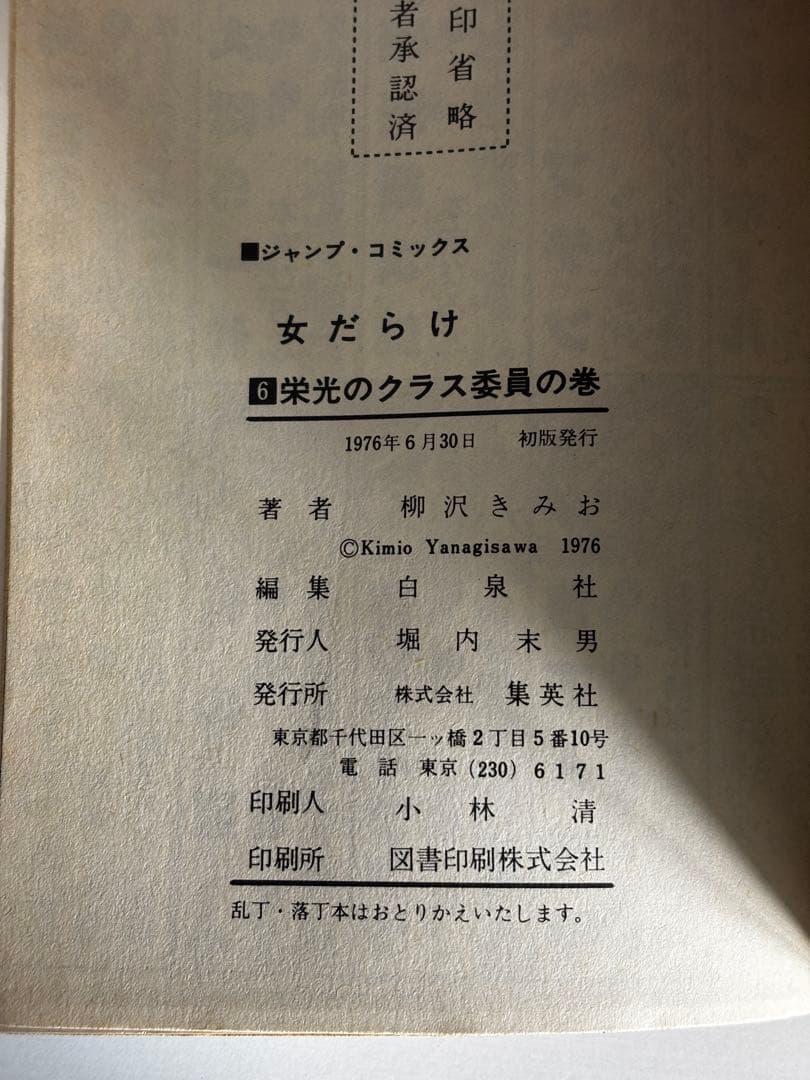 印省略
者承認済
■ジャンプ・コミックス
女だらけ
6栄光のクラス委員の巻
1976年6月30日 初版発行
著者 柳沢きみお
©Kimio Yanagisawa 1976
編集 白泉社
発行人 堀内末男
発行所 株式会社 集英社
東京都千代田区一ッ橋2丁目5番10号
電話 東京(230)6171
印刷人 小林清
印刷所 図書印刷株式会社
乱丁・落丁本はおとりかえいたします。